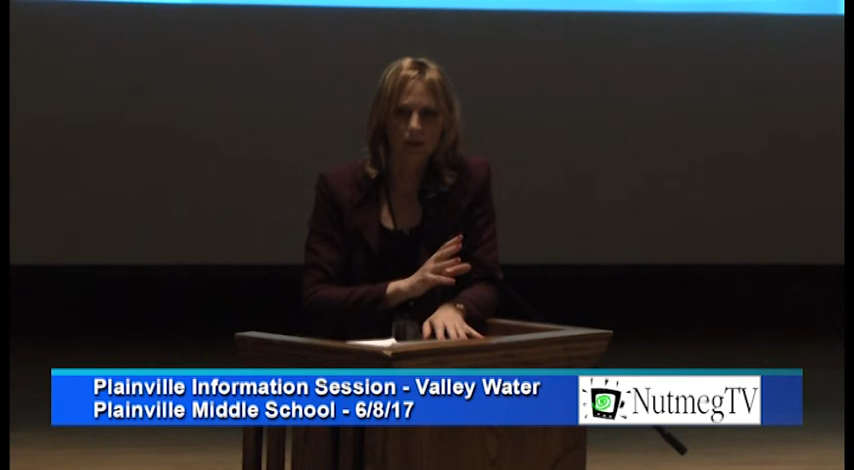 Plainville Information Session - Valley Water
Plainville Middle School - 6/8/17
NutmegTV